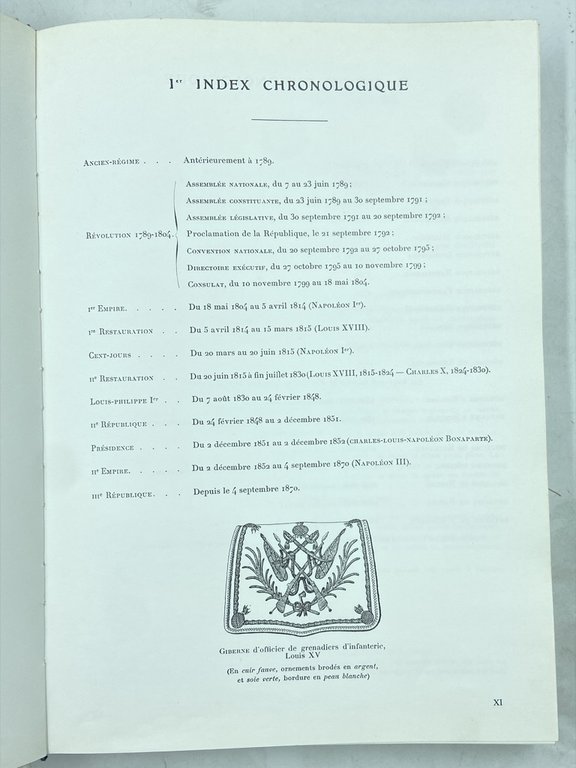 Iᵉʳ INDEX CHRONOLOGIQUE
ANCIEN-RÉGIME . . . Antérieurement à 1789.
RÉVOLUTION 1789-1804.
ASSEMBLÉE NATIONALE, du 7 au 23 juin 1789;
ASSEMBLÉE CONSTITUANTE, du 23 juin 1789 au 30 septembre 1791;
ASSEMBLÉE LÉGISLATIVE, du 30 septembre 1791 au 20 septembre 1792;
Proclamation de la République, le 21 septembre 1792;
CONVENTION NATIONALE, du 20 septembre 1792 au 27 octobre 1795;
DIRECTOIRE EXÉCUTIF, du 27 octobre 1795 au 10 novembre 1799;
CONSULAT, du 10 novembre 1799 au 18 mai 1804.
Iᵉʳ EMPIRE. . . . . Du 18 mai 1804 au 5 avril 1814 (NAPOLÉON Iᵉʳ).
Iʳᵉ RESTAURATION . . Du 5 avril 1814 au 15 mars 1815 (LOUIS XVIII).
CENT-JOURS . . . . Du 20 mars au 20 juin 1815 (NAPOLÉON Iᵉʳ).
IIᵉ RESTAURATION . . Du 20 juin 1815 à fin juillet 1830 (LOUIS XVIII, 1815-1824 — CHARLES X, 1824-1830).
LOUIS-PHILIPPE Iᵉʳ . . Du 7 août 1830 au 24 février 1848.
IIᵉ RÉPUBLIQUE . . . Du 24 février 1848 au 2 décembre 1851.
PRÉSIDENCE . . . . Du 2 décembre 1851 au 2 décembre 1852 (CHARLES-LOUIS-NAPOLÉON BONAPARTE).
IIᵉ EMPIRE. . . . . Du 2 décembre 1852 au 4 septembre 1870 (NAPOLÉON III).
IIIᵉ RÉPUBLIQUE. . . Depuis le 4 septembre 1870.
GIBERNE d'officier de grenadiers d'infanterie,
Louis XV
(En cuir fauve, ornements brodés en argent,
et soie verte, bordure en peau blanche)
XI